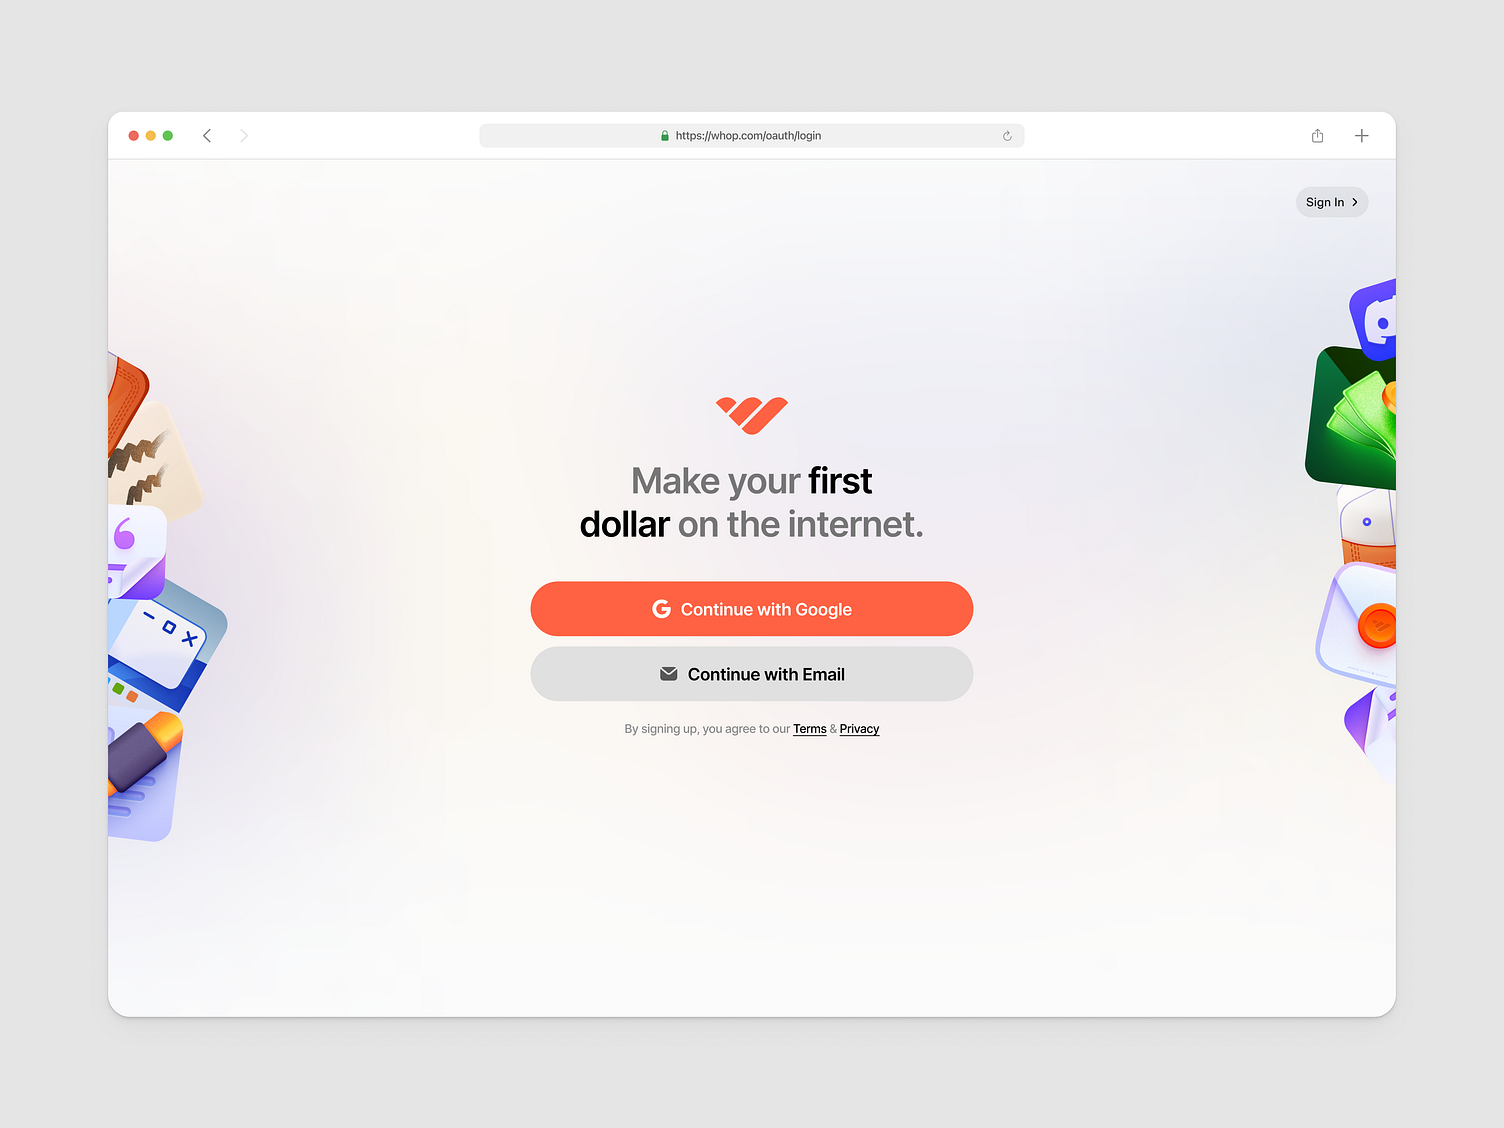 https://whop.com/oauth/login
Sign In
Make your first
dollar on the internet.
Continue with Google
Continue with Email
By signing up, you agree to our Terms & Privacy